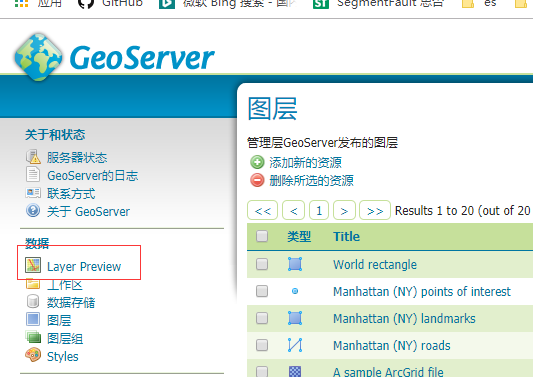 应用
GitHub
微软 Bing 搜索 - 国
SegmentFault 思否
es
GeoServer
关于和状态
服务器状态
GeoServer的日志
联系方式
关于 GeoServer
数据
Layer Preview
工作区
数据存储
图层
图层组
Styles
图层
管理层GeoServer发布的图层
添加新的资源
删除所选的资源
<< < 1 > >> Results 1 to 20 (out of 20
类型 Title
World rectangle
Manhattan (NY) points of interest
Manhattan (NY) landmarks
Manhattan (NY) roads
A sample ArcGrid file